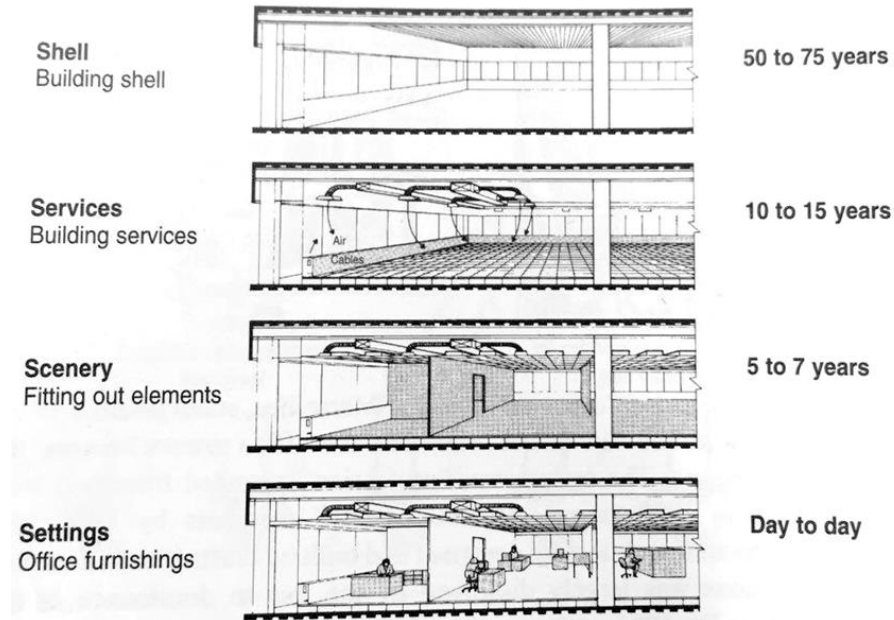 Shell
Building shell
50 to 75 years
Services
Building services
10 to 15 years
Air
Cables
Scenery
Fitting out elements
5 to 7 years
Settings
Office furnishings
Day to day